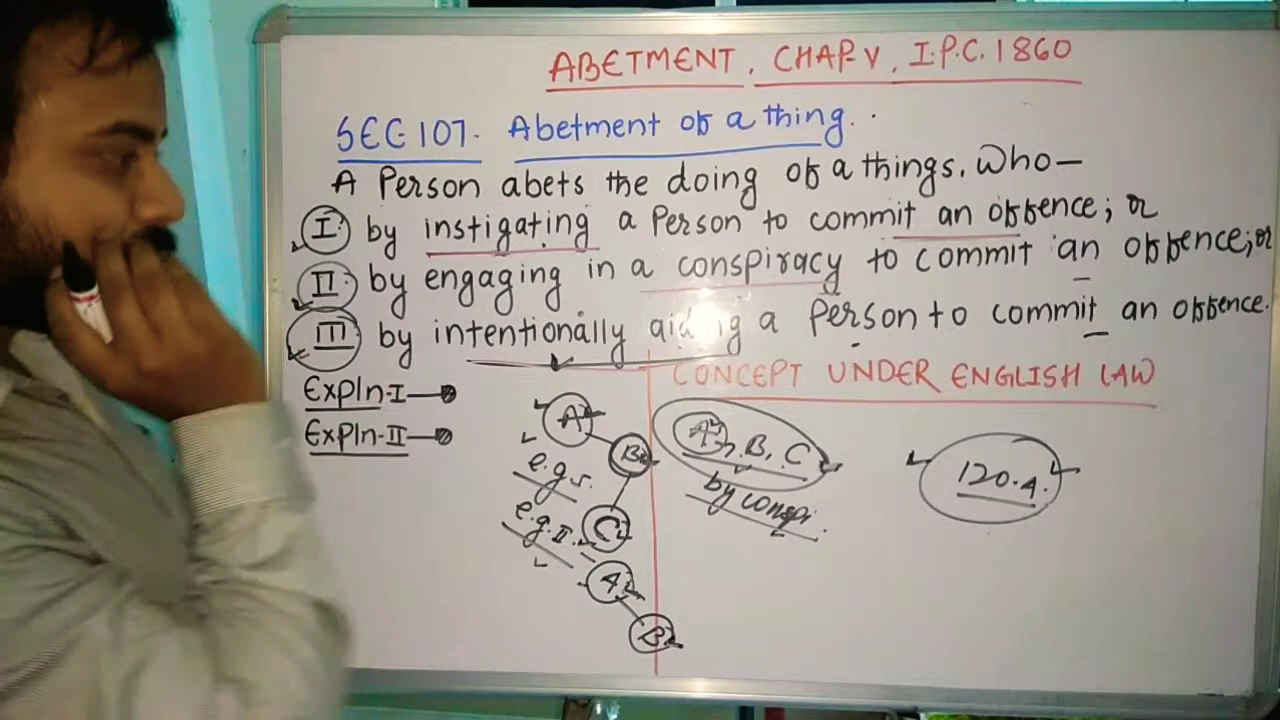 ABETMENT, CHAP-V, I.P.C. 1860
SEC-107. Abetment of a thing.
A Person abets the doing of a things. Who—
I. by instigating a Person to commit an offence; or
II. by engaging in a conspiracy to commit an offence; or
III. by intentionally aiding a Person to commit an offence.
CONCEPT UNDER ENGLISH LAW
Expln-I
Expln-II
A
B
e.g.
C
e.g. II.
A
B
A, B, C
by conspi.
120.A.